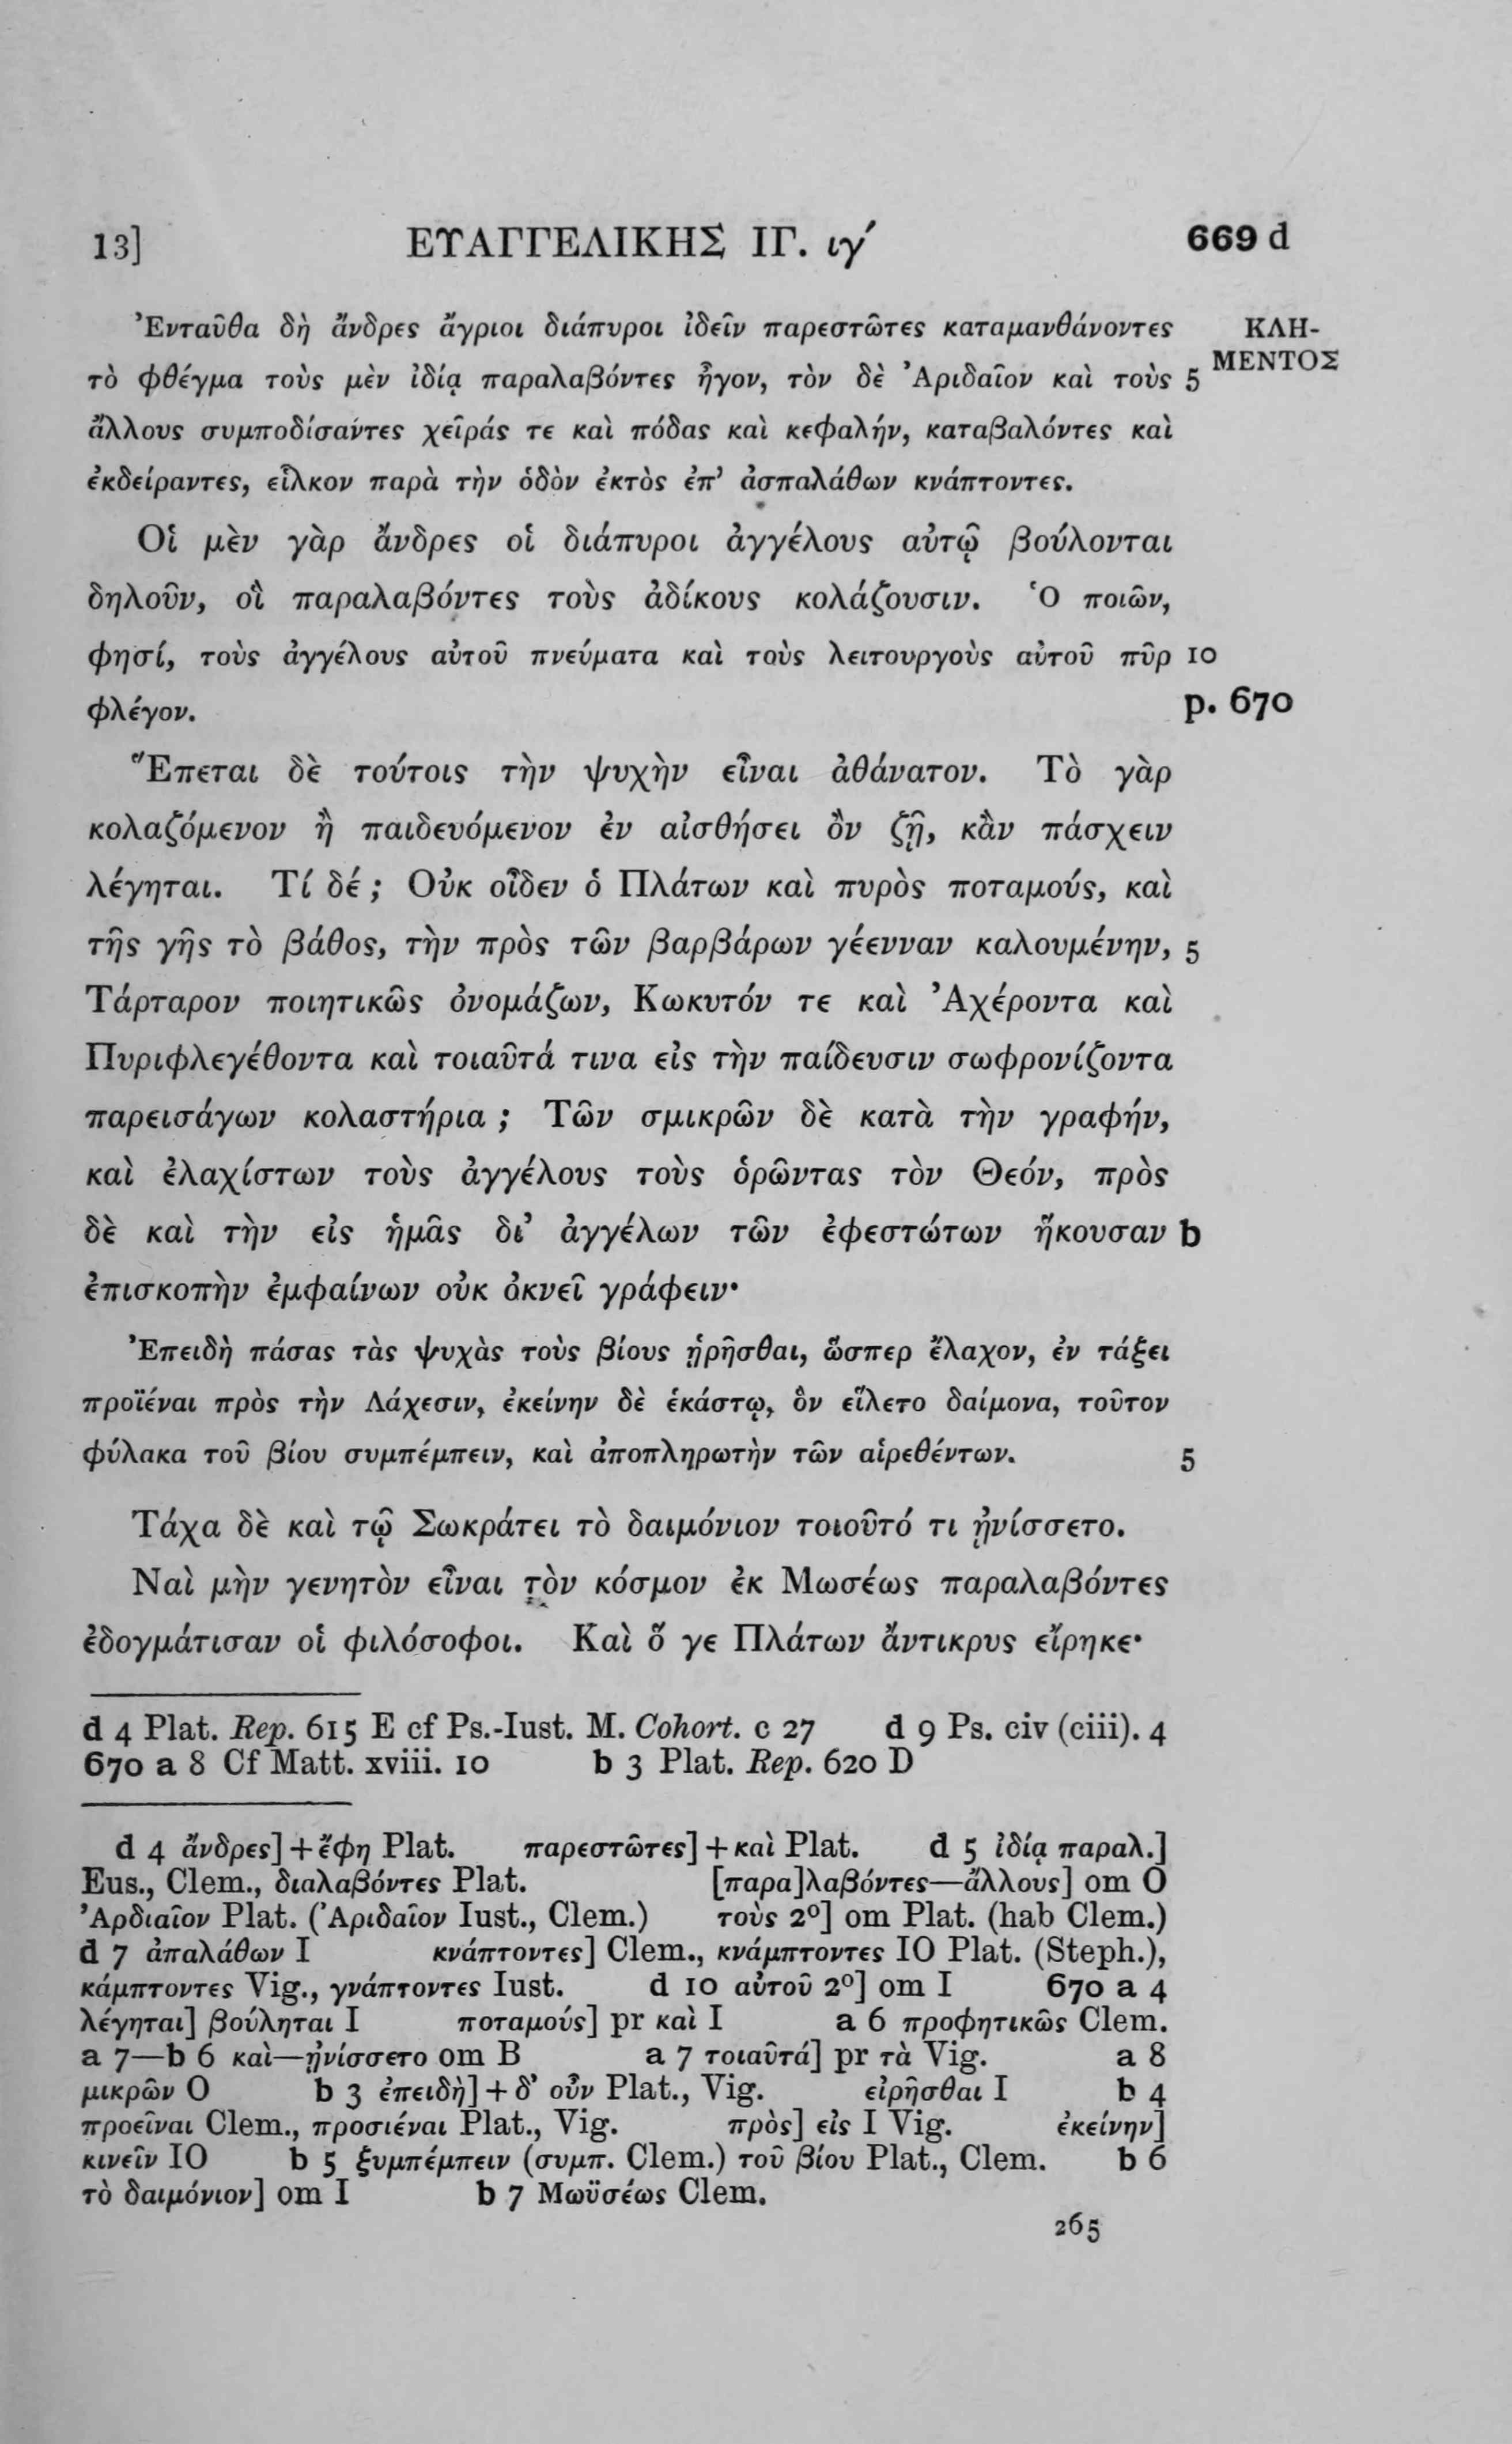 13] ΕΥΑΓΓΕΛΙΚΗΣ ΙΓ. ιγ´ 669 d
Ἐνταῦθα δὴ ἄνδρες ἄγριοι διάπυροι ἰδεῖν παρεστῶτες καταμανθάνοντες ΚΛΗ-
τὸ φθέγμα τοὺς μὲν ἰδίᾳ παραλαβόντες ἦγον, τὸν δὲ Ἀριδαῖον καὶ τοὺς 5 ΜΕΝΤΟΣ
ἄλλους συμποδίσαντες χεῖράς τε καὶ πόδας καὶ κεφαλήν, καταβαλόντες καὶ
ἐκδείραντες, εἷλκον παρὰ τὴν ὁδὸν ἐκτὸς ἐπ’ ἀσπαλάθων κνάπτοντες.
Οἱ μὲν γὰρ ἄνδρες οἱ διάπυροι ἀγγέλους αὐτῷ βούλονται
δηλοῦν, οἳ παραλαβόντες τοὺς ἀδίκους κολάζουσιν. Ὁ ποιῶν,
φησί, τοὺς ἀγγέλους αὐτοῦ πνεύματα καὶ τοὺς λειτουργοὺς αὐτοῦ πῦρ 10
φλέγον. p. 670
Ἕπεται δὲ τούτοις τὴν ψυχὴν εἶναι ἀθάνατον. Τὸ γὰρ
κολαζόμενον ἢ παιδευόμενον ἐν αἰσθήσει ὂν ζῇ, κἂν πάσχειν
λέγηται. Τί δέ; Οὐκ οἶδεν ὁ Πλάτων καὶ πυρὸς ποταμούς, καὶ
τῆς γῆς τὸ βάθος, τὴν πρὸς τῶν βαρβάρων γέενναν καλουμένην, 5
Τάρταρον ποιητικῶς ὀνομάζων, Κωκυτόν τε καὶ Ἀχέροντα καὶ
Πυριφλεγέθοντα καὶ τοιαῦτά τινα εἰς τὴν παίδευσιν σωφρονίζοντα
παρεισάγων κολαστήρια; Τῶν σμικρῶν δὲ κατὰ τὴν γραφήν,
καὶ ἐλαχίστων τοὺς ἀγγέλους τοὺς ὁρῶντας τὸν Θεόν, πρὸς
δὲ καὶ τὴν εἰς ἡμᾶς δι’ ἀγγέλων τῶν ἐφεστώτων ἥκουσαν b
ἐπισκοπὴν ἐμφαίνων οὐκ ὀκνεῖ γράφειν·
Ἐπειδὴ πάσας τὰς ψυχὰς τοὺς βίους ᾑρῆσθαι, ὥσπερ ἔλαχον, ἐν τάξει
προϊέναι πρὸς τὴν Λάχεσιν, ἐκείνην δὲ ἑκάστῳ, ὃν εἵλετο δαίμονα, τοῦτον
φύλακα τοῦ βίου συμπέμπειν, καὶ ἀποπληρωτὴν τῶν αἱρεθέντων. 5
Τάχα δὲ καὶ τῷ Σωκράτει τὸ δαιμόνιον τοιοῦτό τι ᾐνίσσετο.
Ναὶ μὴν γενητὸν εἶναι τὸν κόσμον ἐκ Μωσέως παραλαβόντες
ἐδογμάτισαν οἱ φιλόσοφοι. Καὶ ὅ γε Πλάτων ἄντικρυς εἴρηκε·
d 4 Plat. Rep. 615 E cf Ps.-Iust. M. Cohort. c 27 d 9 Ps. civ (ciii). 4
670 a 8 Cf Matt. xviii. 10 b 3 Plat. Rep. 620 D
d 4 ἄνδρες] + ἔφη Plat. παρεστῶτες] + καὶ Plat. d 5 ἰδίᾳ παραλ.]
Eus., Clem., διαλαβόντες Plat. [παρα]λαβόντες—ἄλλους] om O
Ἀρδιαῖον Plat. (Ἀριδαῖον Iust., Clem.) τοὺς 2º] om Plat. (hab Clem.)
d 7 ἀπαλάθων I κνάπτοντες] Clem., κνάμπτοντες IO Plat. (Steph.),
κάμπτοντες Vig., γνάπτοντες Iust. d 10 αὐτοῦ 2º] om I 670 a 4
λέγηται] βούληται I ποταμούς] pr καὶ I a 6 προφητικῶς Clem.
a 7—b 6 καὶ—ᾐνίσσετο om B a 7 τοιαῦτά] pr τὰ Vig. a 8
μικρῶν O b 3 ἐπειδὴ] + δ’ οὖν Plat., Vig. εἰρῆσθαι I b 4
προεῖναι Clem., προσιέναι Plat., Vig. πρὸς] εἰς I Vig. ἐκείνην]
κινεῖν IO b 5 ξυμπέμπειν (συμπ. Clem.) τοῦ βίου Plat., Clem. b 6
τὸ δαιμόνιον] om I b 7 Μωϋσέως Clem.
265